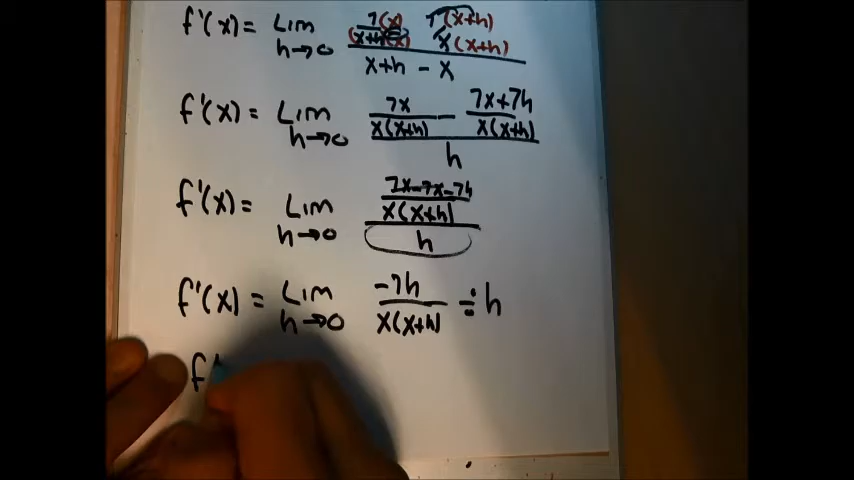 f'(x) = Lim h→0 7(x)/(x+h)(x) 7(x+h)/x(x+h) / x+h - x
f'(x) = Lim h→0 7x/x(x+h) - 7x+7h/x(x+h) / h
f'(x) = Lim h→0 7x-7x-7h/x(x+h) / h
f'(x) = Lim h→0 -7h/x(x+h) ÷ h
f'